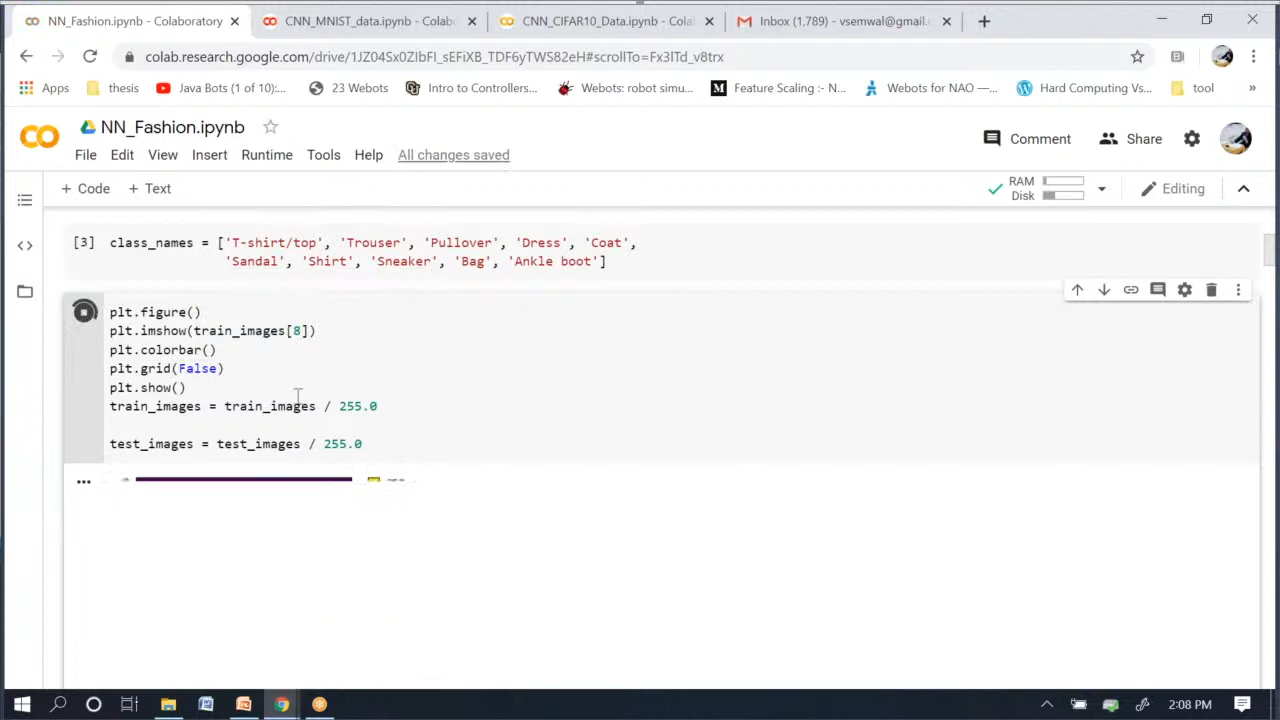 NN_Fashion.ipynb - Colaboratory
CNN_MNIST_data.ipynb - Colabo
CNN_CIFAR10_Data.ipynb - Cola
Inbox (1,789) - vsemwal@gmail.
colab.research.google.com/drive/1JZ04Sx0ZIbFI_sEFiXB_TDF6yTWS82eH#scrollTo=Fx3lTd_v8trx
Apps thesis Java Bots (1 of 10):... 23 Webots Intro to Controllers... Webots: robot simu... Feature Scaling :- N... Webots for NAO —... Hard Computing Vs... tool »
NN_Fashion.ipynb
Comment Share
File Edit View Insert Runtime Tools Help All changes saved
+ Code + Text
RAM
Disk
Editing
[3] class_names = ['T-shirt/top', 'Trouser', 'Pullover', 'Dress', 'Coat',
'Sandal', 'Shirt', 'Sneaker', 'Bag', 'Ankle boot']
plt.figure()
plt.imshow(train_images[8])
plt.colorbar()
plt.grid(False)
plt.show()
train_images = train_images / 255.0
test_images = test_images / 255.0
2:08 PM